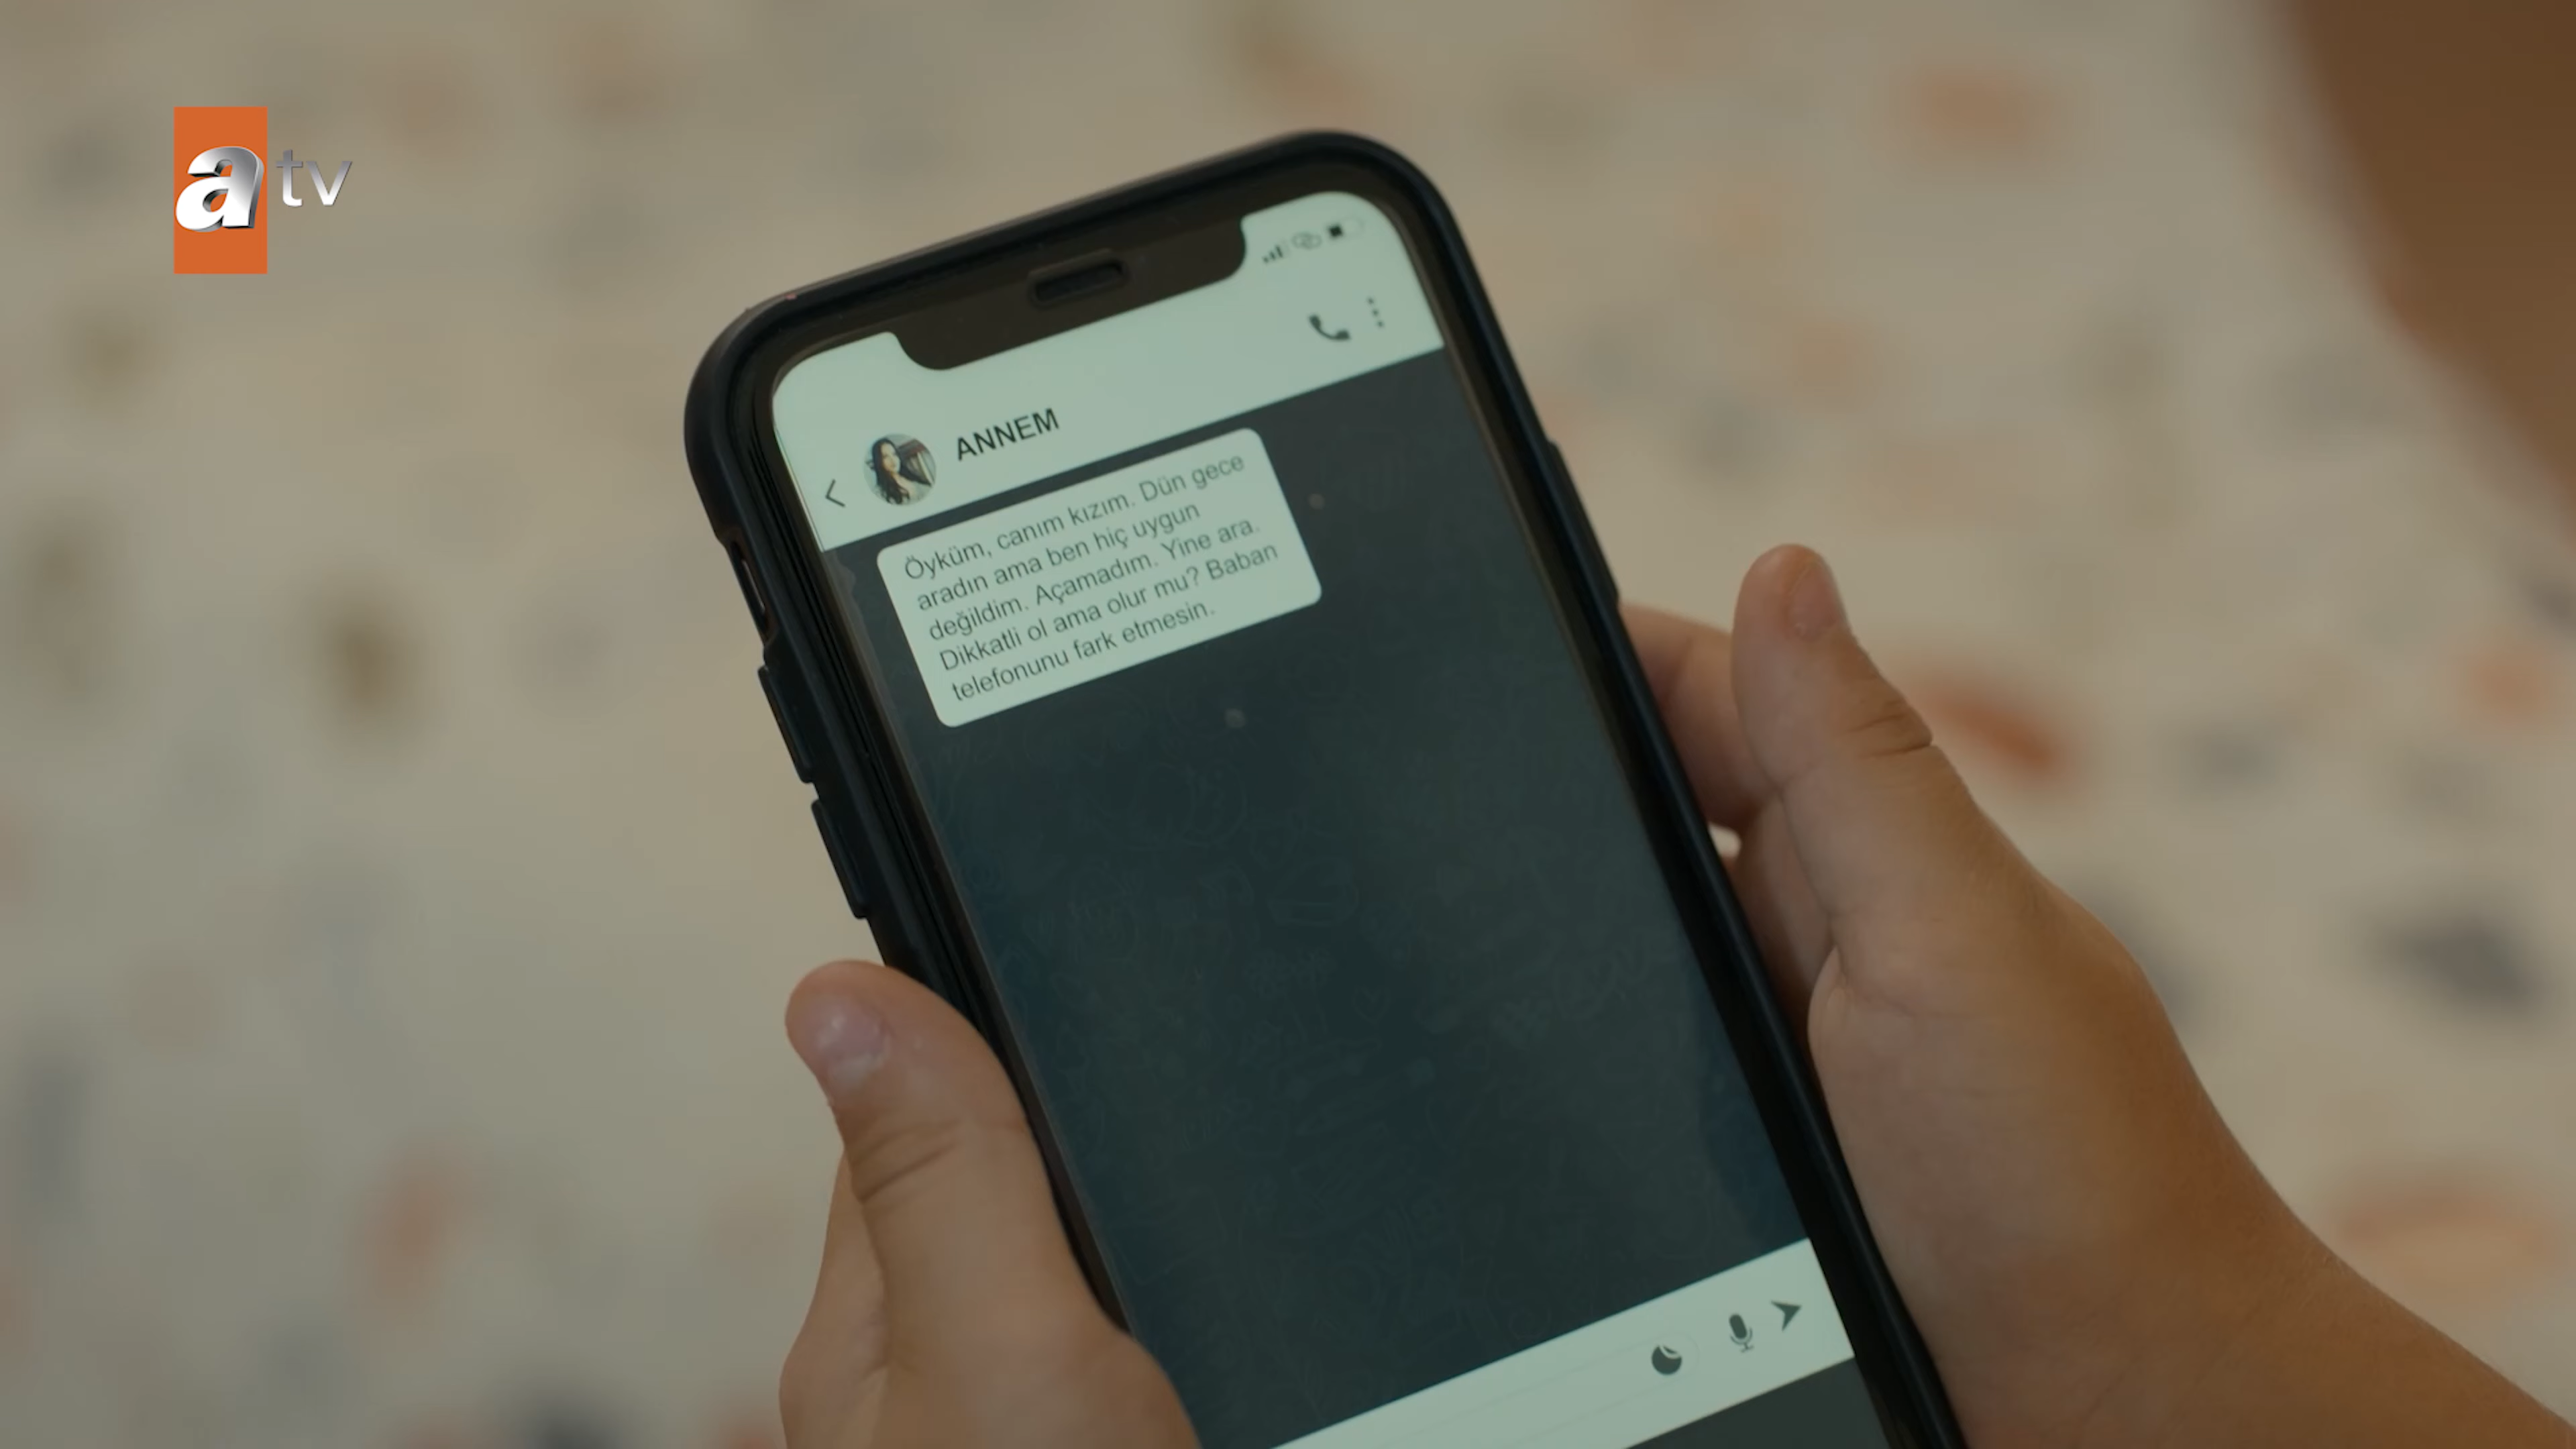 a tv
ANNEM
Öyküm, canım kızım. Dün gece
aradın ama ben hiç uygun
değildim. Açamadım. Yine ara.
Dikkatli ol ama olur mu? Baban
telefonunu fark etmesin.